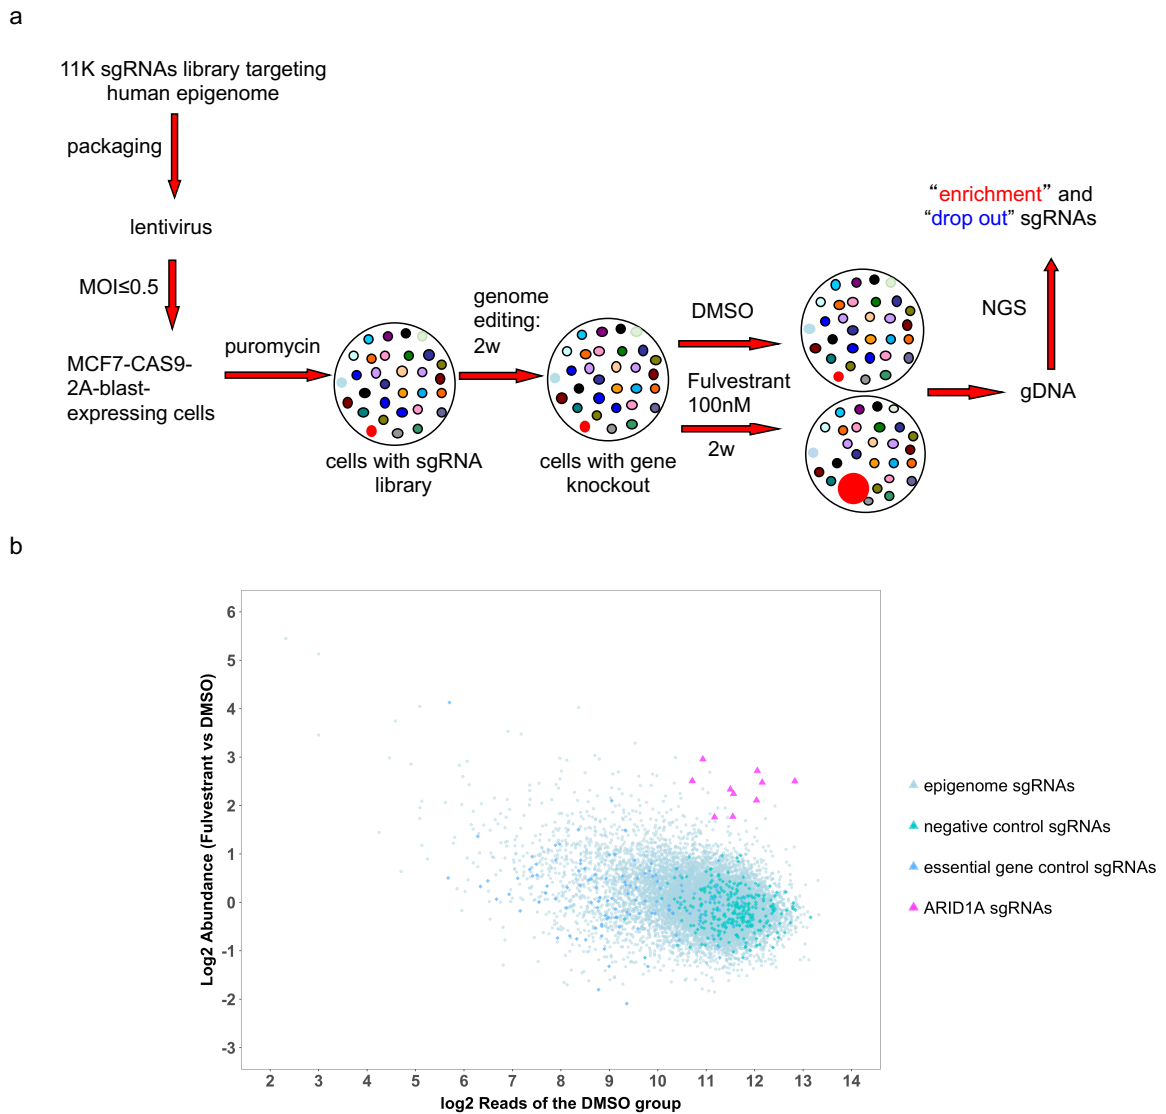 a
11K sgRNAs library targeting
human epigenome
packaging
lentivirus
MOI≤0.5
MCF7-CAS9-
2A-blast-
expressing cells
puromycin
cells with sgRNA
library
genome
editing:
2w
cells with gene
knockout
DMSO
Fulvestrant
100nM
2w
gDNA
NGS
“enrichment” and
“drop out” sgRNAs
b
Log2 Abundance (Fulvestrant vs DMSO)
6
5
4
3
2
1
0
-1
-2
-3
2 3 4 5 6 7 8 9 10 11 12 13 14
log2 Reads of the DMSO group
epigenome sgRNAs
negative control sgRNAs
essential gene control sgRNAs
ARID1A sgRNAs